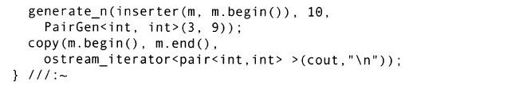 generate_n(inserter(m, m.begin()), 10,
PairGen<int, int>(3, 9));
copy(m.begin(), m.end(),
ostream_iterator<pair<int,int> >(cout,"\n"));
} ///:~